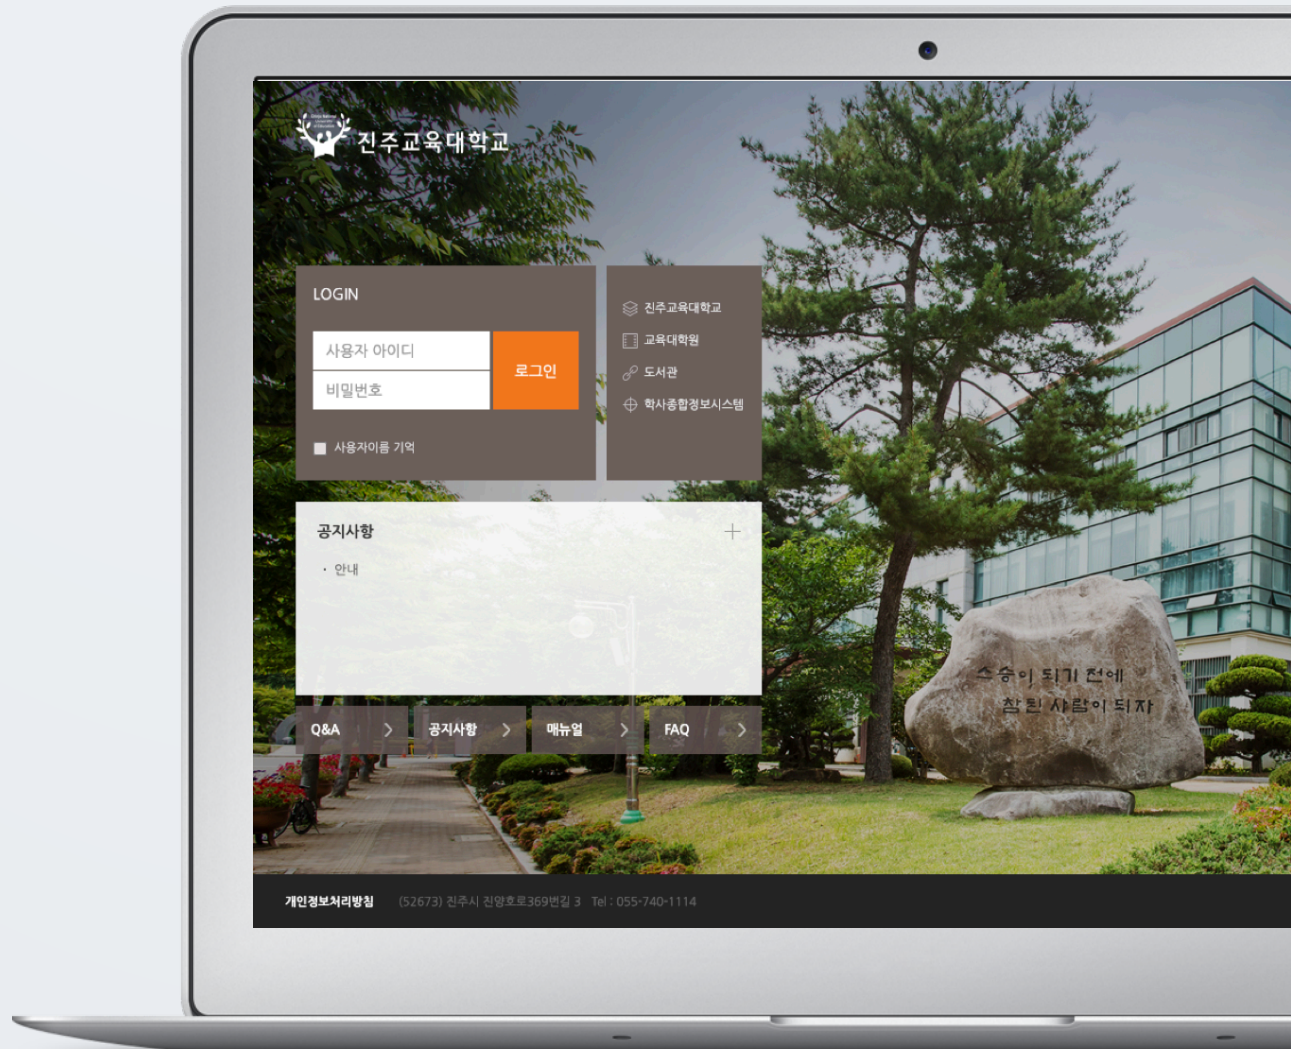 진주교육대학교
LOGIN
사용자 아이디
비밀번호
로그인
사용자이름 기억
진주교육대학교
교육대학원
도서관
학사종합정보시스템
공지사항
· 안내
Q&A
공지사항
매뉴얼
FAQ
스승이 되기 전에
참된 사람이 되자
개인정보처리방침 (52673) 진주시 진양호로369번길 3 Tel : 055-740-1114